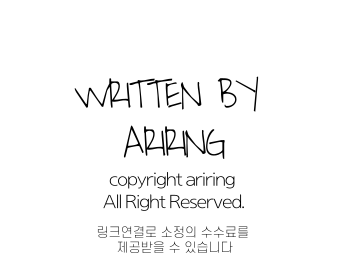 WRITTEN BY
ARIRING
copyright ariring
All Right Reserved.
링크연결로 소정의 수수료를
제공받을 수 있습니다